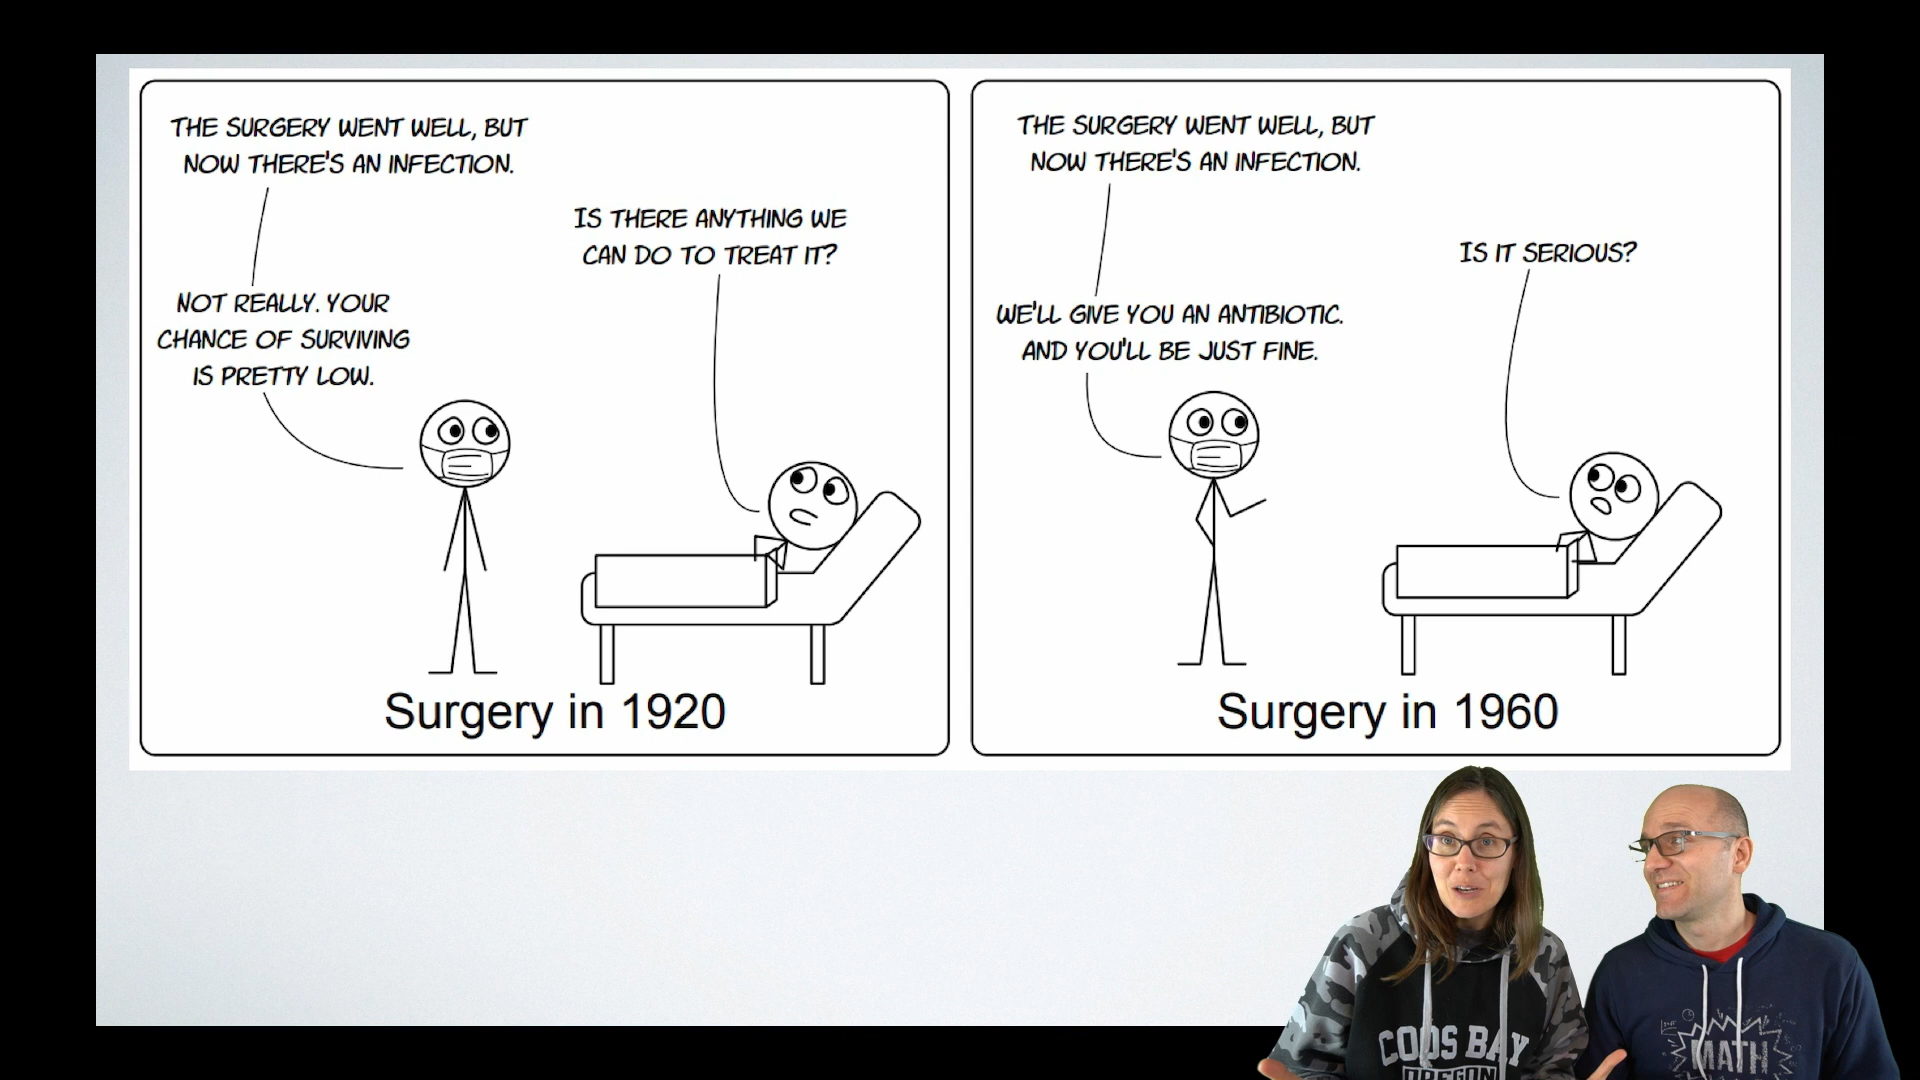 THE SURGERY WENT WELL, BUT
NOW THERE'S AN INFECTION.
IS THERE ANYTHING WE
CAN DO TO TREAT IT?
NOT REALLY. YOUR
CHANCE OF SURVIVING
IS PRETTY LOW.
Surgery in 1920
THE SURGERY WENT WELL, BUT
NOW THERE'S AN INFECTION.
IS IT SERIOUS?
WE'LL GIVE YOU AN ANTIBIOTIC.
AND YOU'LL BE JUST FINE.
Surgery in 1960
COOS BAY
OREGON
MATH